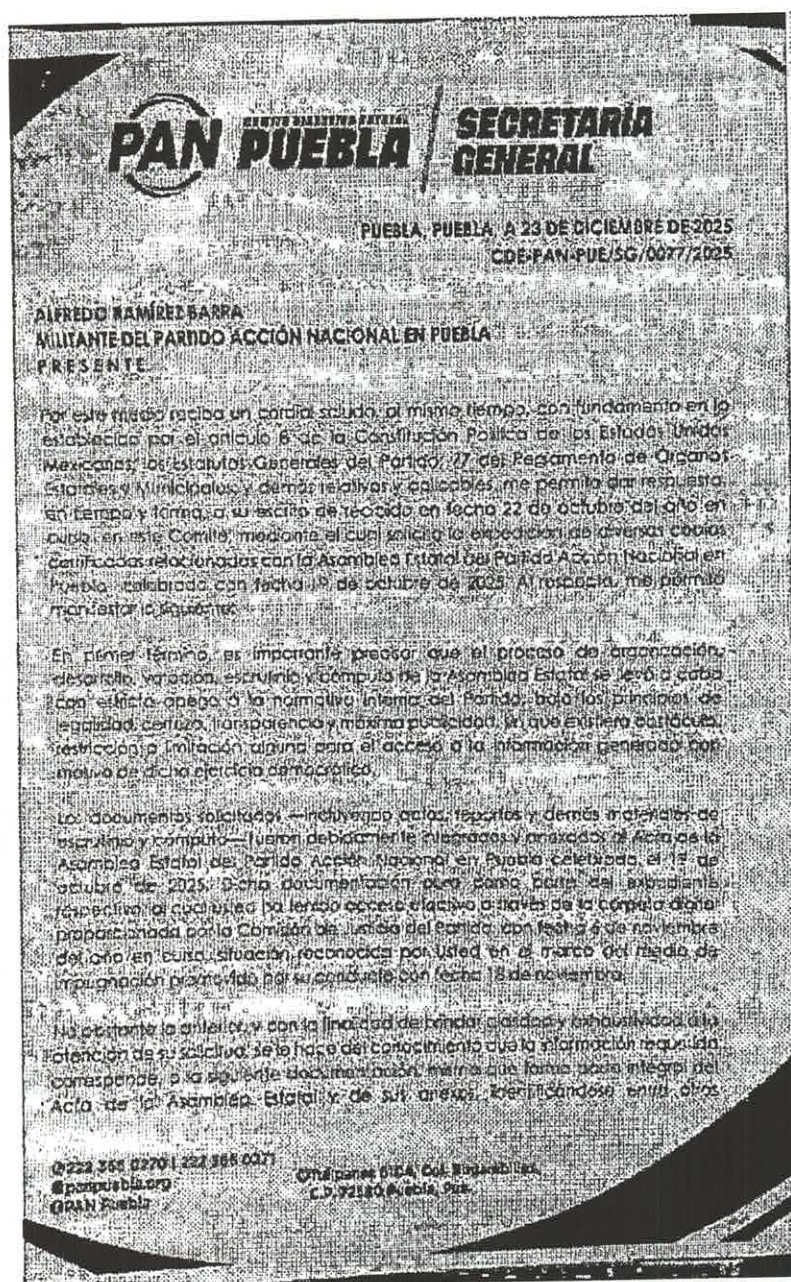 PAN COMITÉ DIRECTIVO ESTATAL PUEBLA SECRETARÍA GENERAL
PUEBLA, PUEBLA, A 23 DE DICIEMBRE DE 2025
CDE-PAN-PUE/SG/0077/2025
ALFREDO RAMÍREZ BARRA
MILITANTE DEL PARTIDO ACCIÓN NACIONAL EN PUEBLA
P R E S E N T E
Por este medio reciba un cordial saludo, al mismo tiempo, con fundamento en lo
establecido por el artículo 8 de la Constitución Política de los Estados Unidos
Mexicanos; los Estatutos Generales del Partido; 77 del Reglamento de Órganos
Estatales y Municipales; y demás relativos y aplicables, me permito dar respuesta,
en tiempo y forma, a su escrito de recibido en fecha 22 de octubre del año en
curso, en este Comité, mediante el cual solicita la expedición de diversas copias
certificadas relacionadas con la Asamblea Estatal del Partido Acción Nacional en
Puebla, celebrada con fecha de octubre de 2025. Al respecto, me permito
manifestar lo siguiente:
En primer término, es importante precisar que el proceso de organización,
desarrollo, votación, escrutinio y cómputo de la Asamblea Estatal se llevó a cabo
con estricto apego a la normativa interna del Partido, bajo los principios de
legalidad, certeza, transparencia y máxima publicidad, sin que existiera obstáculo,
restricción o limitación alguna para el acceso a la información generada con
motivo de dicho ejercicio democrático.
Los documentos solicitados —incluyendo actas, reportes y demás materiales de
escrutinio y cómputo— fueron debidamente integrados y anexados al Acta de la
Asamblea Estatal del Partido Acción Nacional en Puebla celebrada el de
octubre de 2025. Dicha documentación obra como parte del expediente
respectivo, al cual usted ha tenido acceso efectivo a través de la carpeta digital
proporcionada por la Comisión de Justicia del Partido, con fecha 6 de noviembre
del año en curso, situación reconocida por usted en el marco del medio de
impugnación promovido por su conducto con fecha 18 de noviembre.
No obstante lo anterior, y con la finalidad de brindar claridad y exhaustividad a la
atención de su solicitud, se le hace del conocimiento que la información requerida
corresponde, a la siguiente documentación, misma que forma parte integral del
Acta de la Asamblea Estatal y de sus anexos, identificándose entre otros
222 366 0270 | 222 366 0271
panpuebla.org
@PAN Puebla
C.P. 72580 Puebla, Pue.